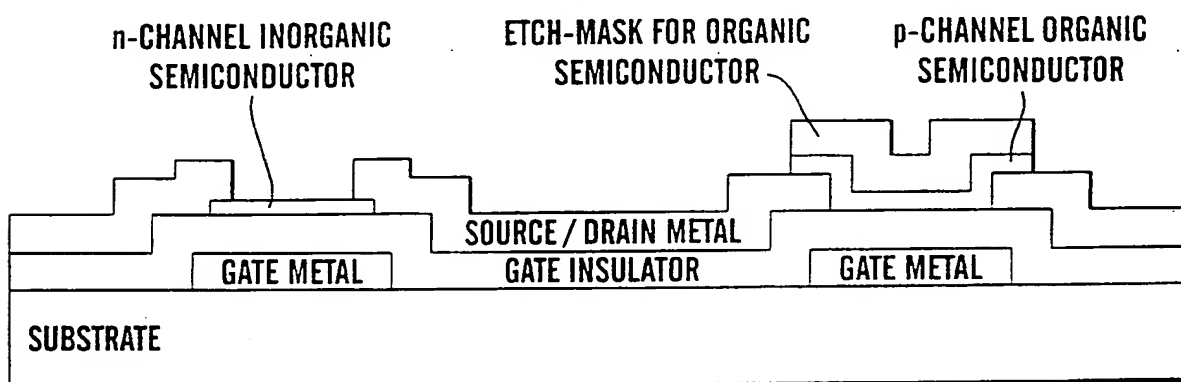 n-CHANNEL INORGANIC
SEMICONDUCTOR
ETCH-MASK FOR ORGANIC
SEMICONDUCTOR
p-CHANNEL ORGANIC
SEMICONDUCTOR
SOURCE / DRAIN METAL
GATE METAL
GATE INSULATOR
GATE METAL
SUBSTRATE